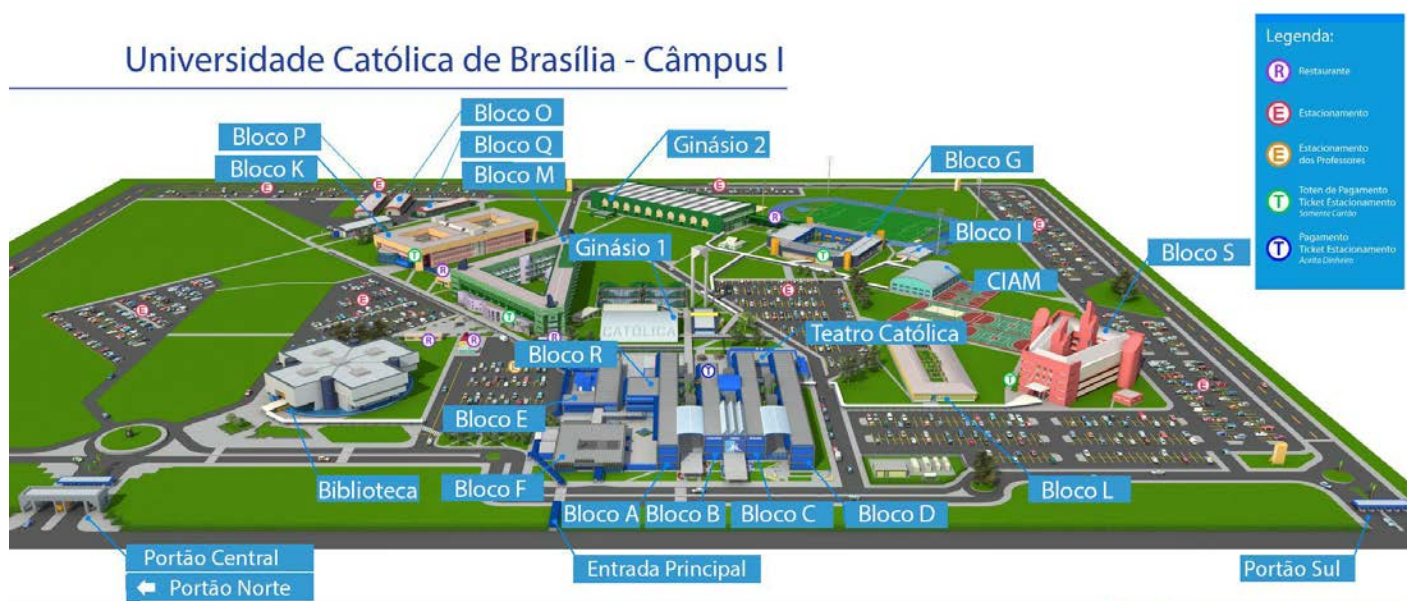 Universidade Católica de Brasília - Câmpus I
Legenda:
R Restaurante
E Estacionamento
E Estacionamento
dos Professores
T Toten de Pagamento
Ticket Estacionamento
Somente Cartão
T Pagamento
Ticket Estacionamento
Aceita Dinheiro
Bloco O
Bloco P
Bloco Q
Bloco K
Bloco M
Ginásio 2
Bloco G
Bloco I
Ginásio 1
CIAM
Bloco S
Teatro Católica
CATÓLICA
Bloco R
Bloco E
Biblioteca
Bloco F
Bloco A
Bloco B
Bloco C
Bloco D
Bloco L
Portão Central
Portão Norte
Entrada Principal
Portão Sul
E
E
E
R
E
T
T
R
E
E
E
T
R
R
R
E
T
T
E